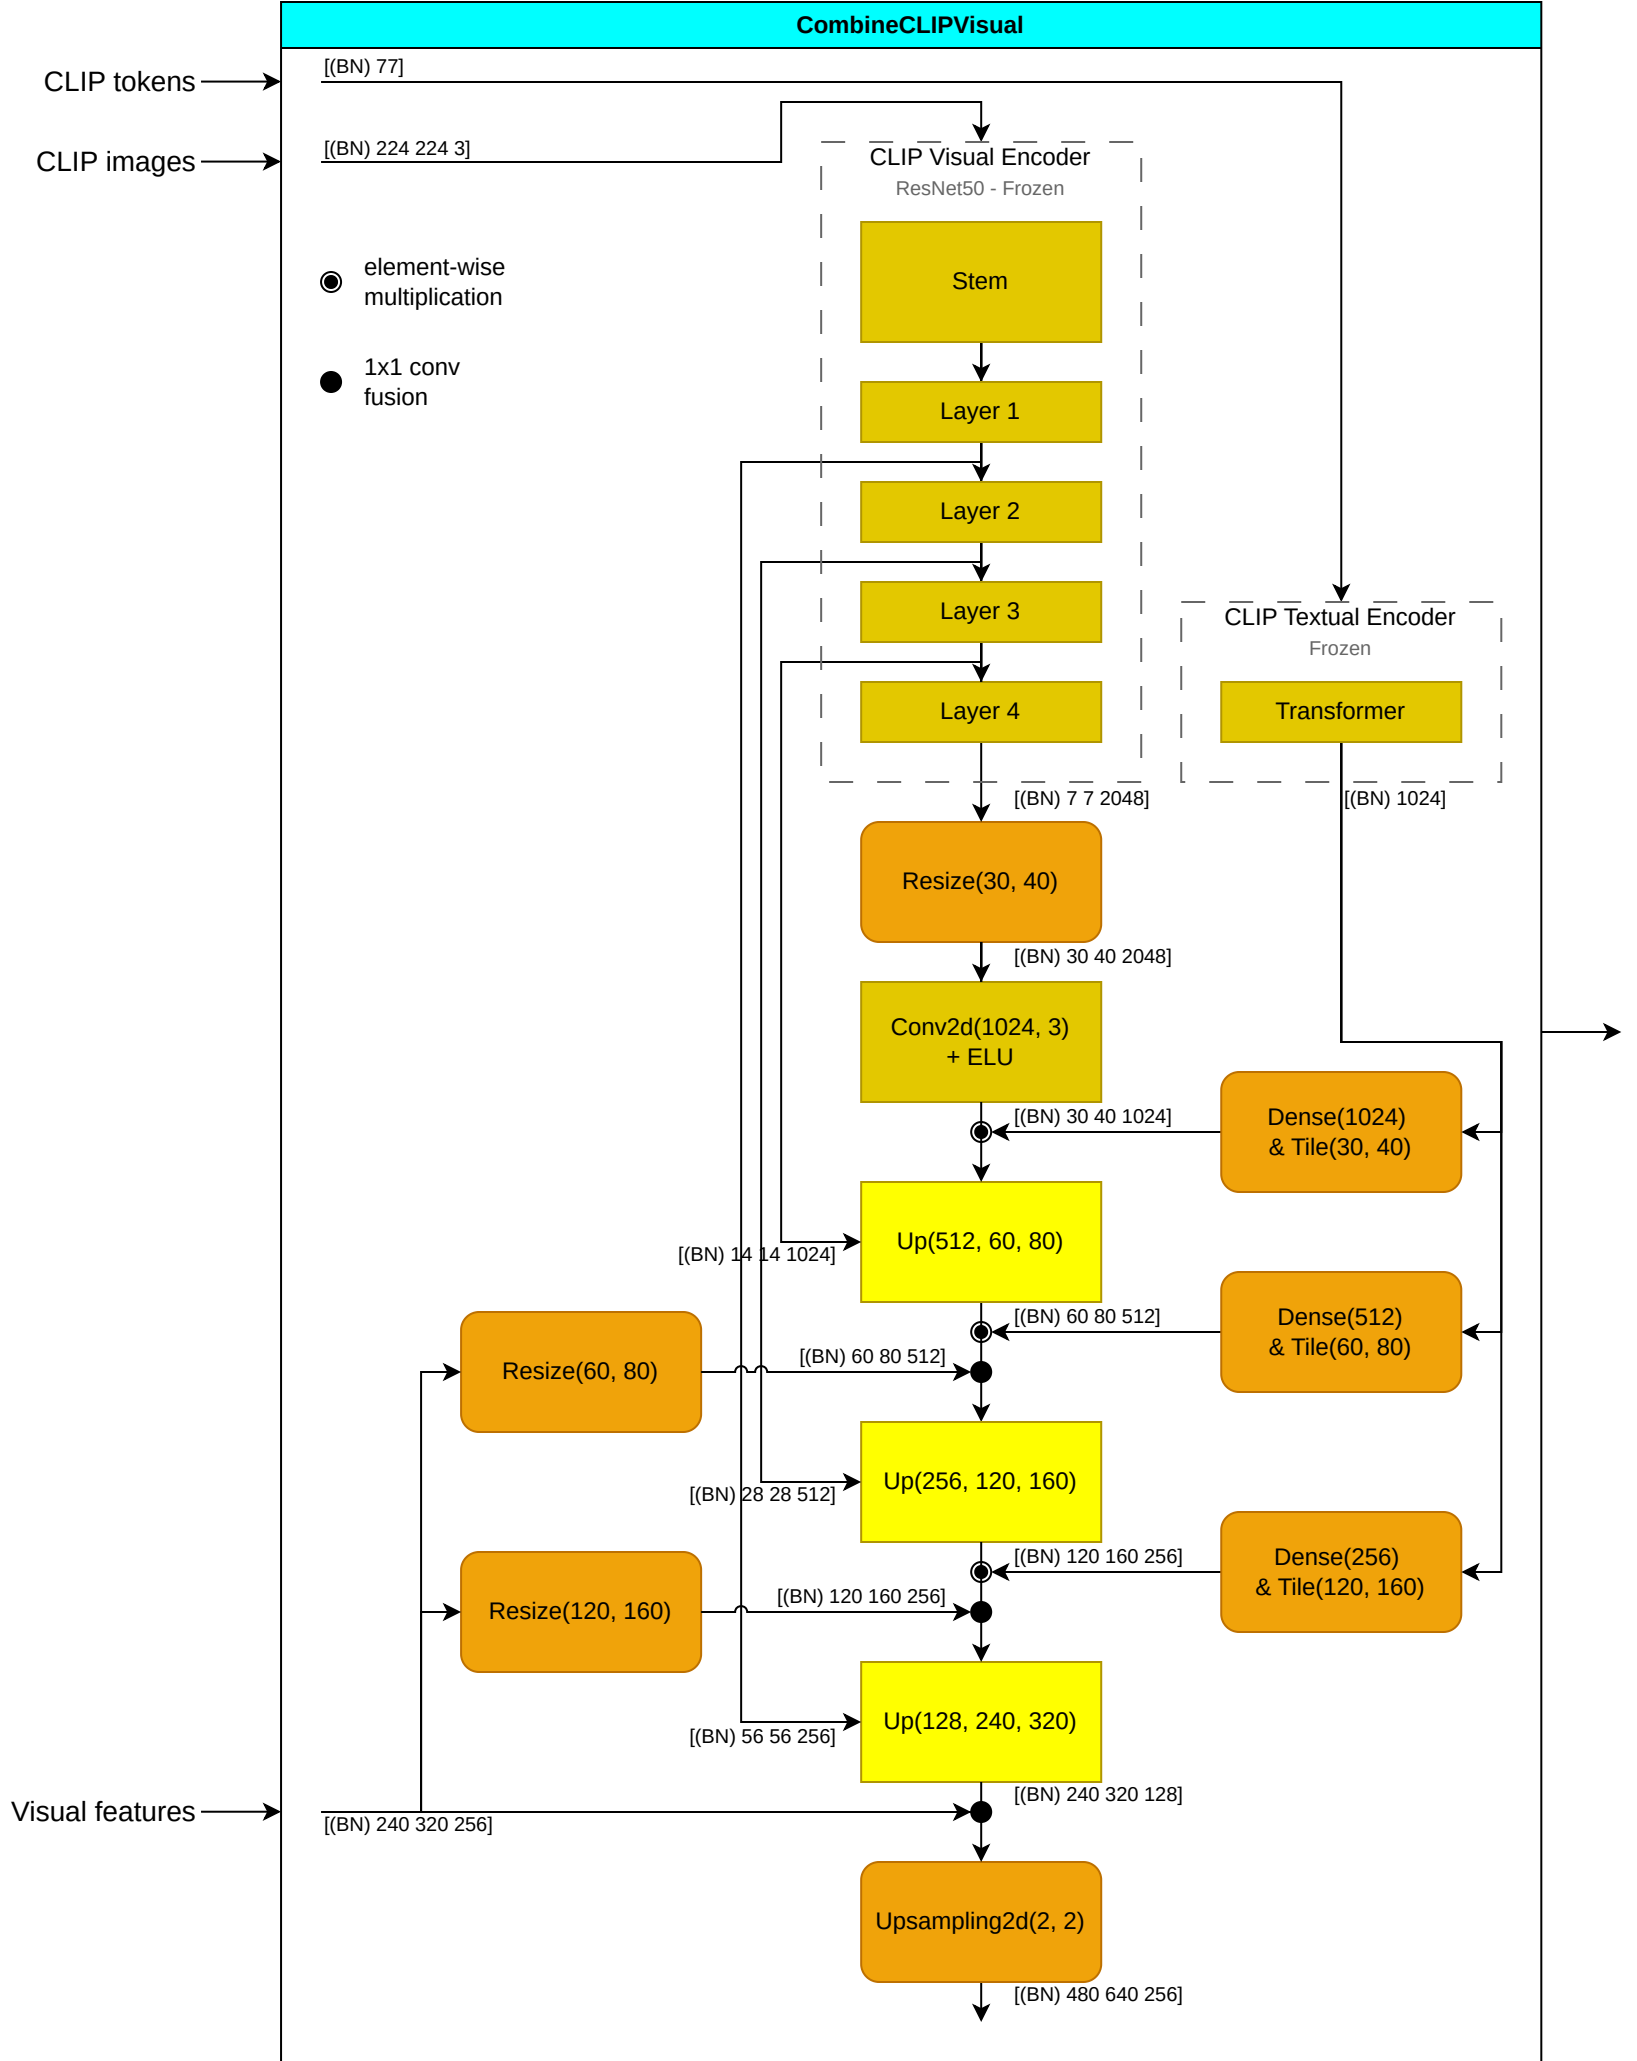 CombineCLIPVisual
CLIP tokens
[(BN) 77]
CLIP images
[(BN) 224 224 3]
CLIP Visual Encoder
ResNet50 - Frozen
Stem
element-wise
multiplication
1x1 conv
fusion
Layer 1
Layer 2
Layer 3
Layer 4
CLIP Textual Encoder
Frozen
Transformer
[(BN) 7 7 2048]
[(BN) 1024]
Resize(30, 40)
[(BN) 30 40 2048]
Conv2d(1024, 3)
+ ELU
[(BN) 30 40 1024]
Dense(1024)
& Tile(30, 40)
Up(512, 60, 80)
[(BN) 14 14 1024]
[(BN) 60 80 512]
Dense(512)
& Tile(60, 80)
Resize(60, 80)
[(BN) 60 80 512]
Up(256, 120, 160)
[(BN) 28 28 512]
[(BN) 120 160 256]
Dense(256)
& Tile(120, 160)
Resize(120, 160)
[(BN) 120 160 256]
Up(128, 240, 320)
[(BN) 56 56 256]
[(BN) 240 320 128]
Visual features
[(BN) 240 320 256]
Upsampling2d(2, 2)
[(BN) 480 640 256]